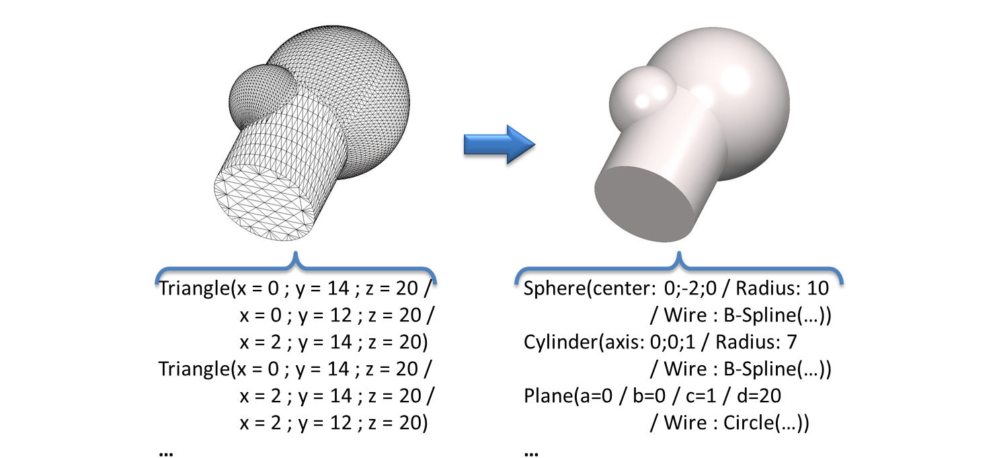 Triangle(x = 0 ; y = 14 ; z = 20 /
x = 0 ; y = 12 ; z = 20 /
x = 2 ; y = 14 ; z = 20)
Triangle(x = 0 ; y = 14 ; z = 20 /
x = 2 ; y = 14 ; z = 20 /
x = 2 ; y = 12 ; z = 20)
...
Sphere(center: 0;-2;0 / Radius: 10
/ Wire : B-Spline(...))
Cylinder(axis: 0;0;1 / Radius: 7
/ Wire : B-Spline(...))
Plane(a=0 / b=0 / c=1 / d=20
/ Wire : Circle(...))
...